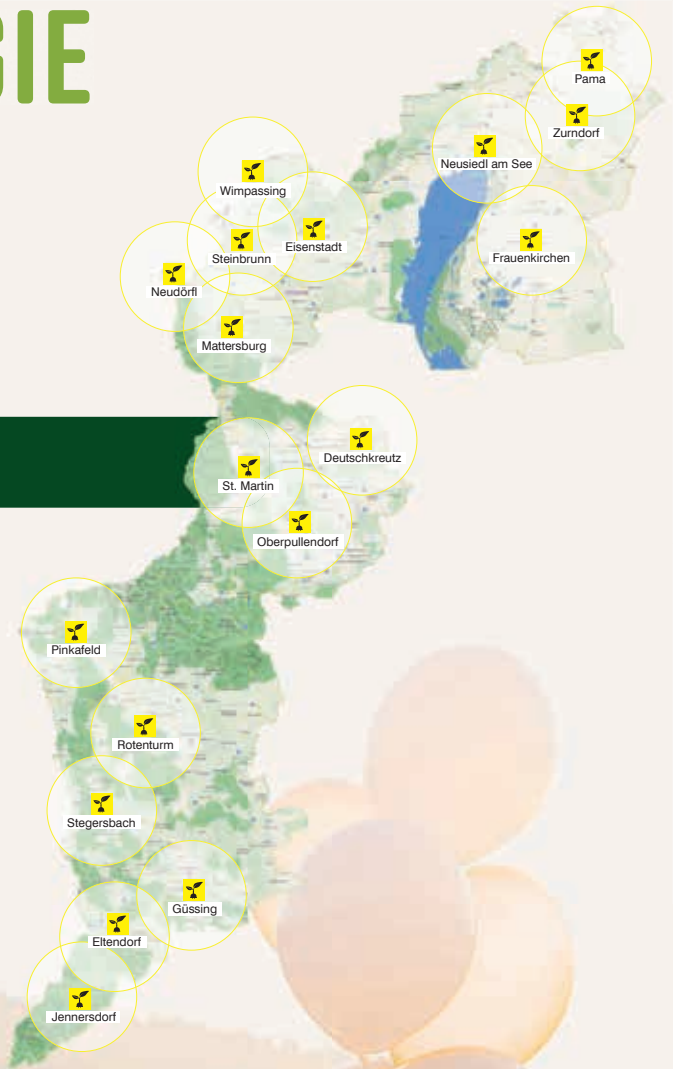 GIE
Pama
Zurndorf
Neusiedl am See
Wimpassing
Eisenstadt
Steinbrunn
Frauenkirchen
Neudörfl
Mattersburg
Deutschkreutz
St. Martin
Oberpullendorf
Pinkafeld
Rotenturm
Stegersbach
Güssing
Eltendorf
Jennersdorf